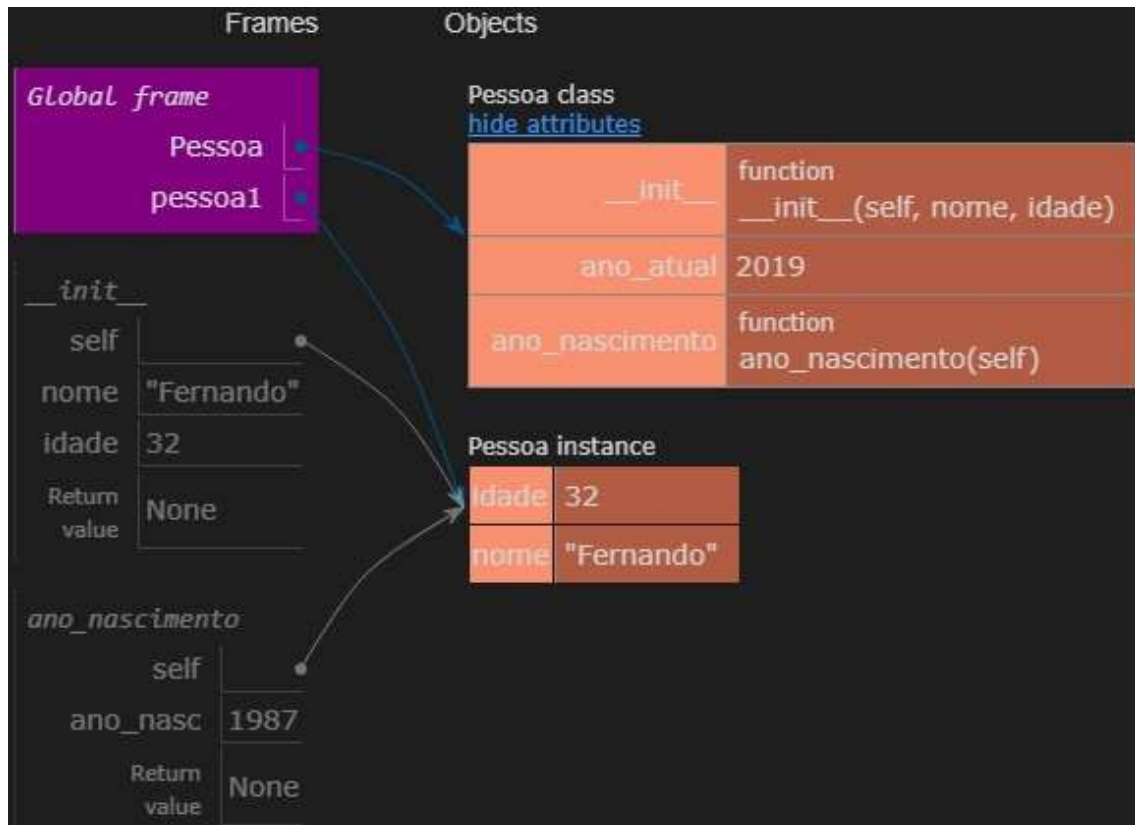 Frames Objects
Global frame
Pessoa
pessoa1
__init__
self
nome "Fernando"
idade 32
Return
value None
ano_nascimento
self
ano_nasc 1987
Return
value None
Pessoa class
hide attributes
__init__ function
__init__(self, nome, idade)
ano_atual 2019
ano_nascimento function
ano_nascimento(self)
Pessoa instance
idade 32
nome "Fernando"